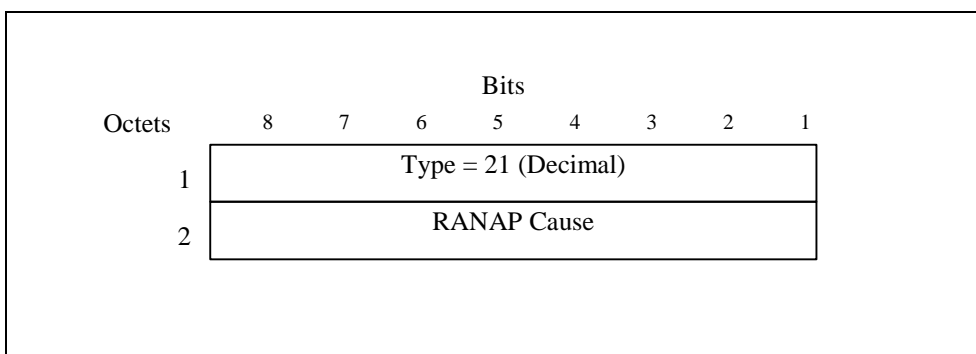 Bits
Octets 8 7 6 5 4 3 2 1
1 Type = 21 (Decimal)
2 RANAP Cause